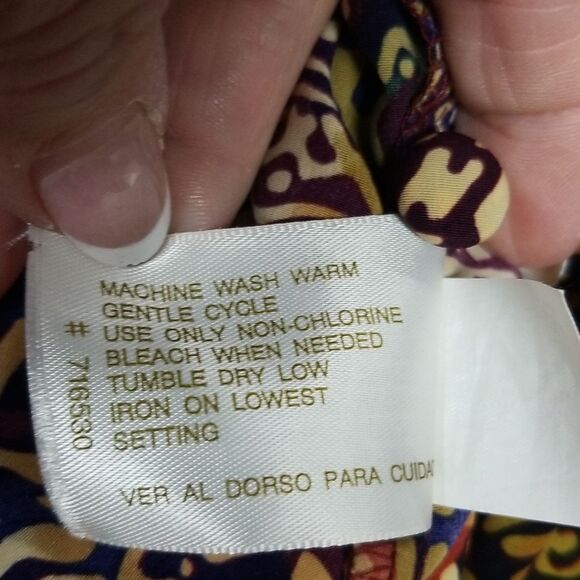 MACHINE WASH WARM
GENTLE CYCLE
USE ONLY NON-CHLORINE
BLEACH WHEN NEEDED
TUMBLE DRY LOW
IRON ON LOWEST
SETTING
# 716530
VER AL DORSO PARA